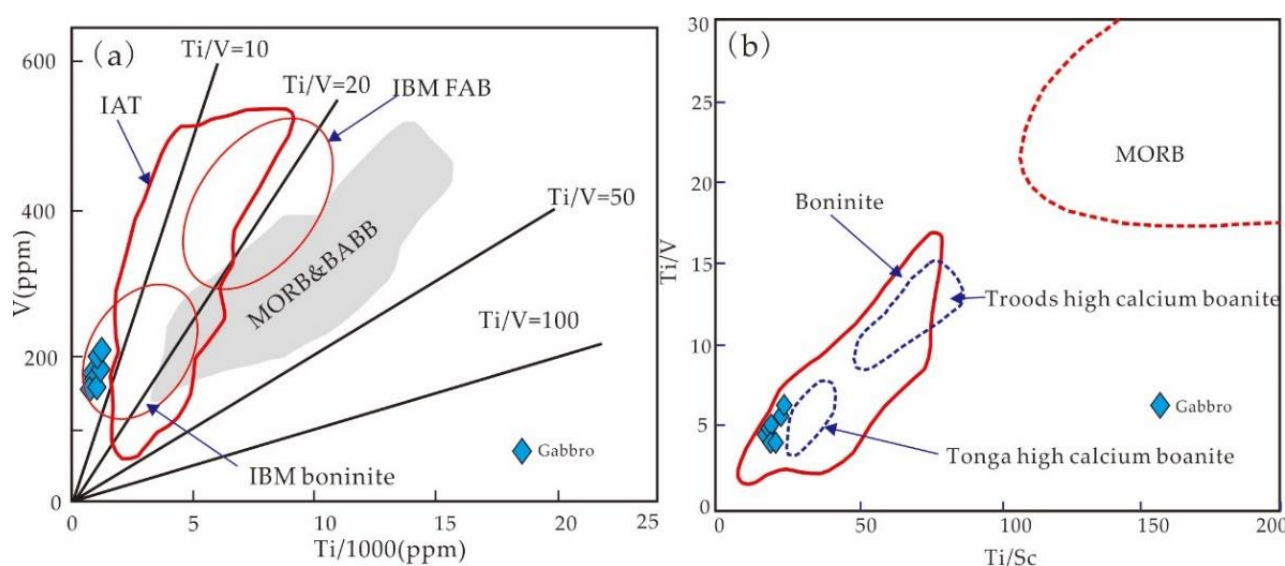 (a)
600
400
200
0
V(ppm)
Ti/V=10
Ti/V=20
IBM FAB
IAT
MORB&BABB
Ti/V=50
Ti/V=100
Gabbro
IBM boninite
0 5 10 15 20 25
Ti/1000(ppm)
(b)
30
25
20
15
10
5
0
Ti/V
MORB
Boninite
Troods high calcium boanite
Gabbro
Tonga high calcium boanite
0 50 100 150 200
Ti/Sc